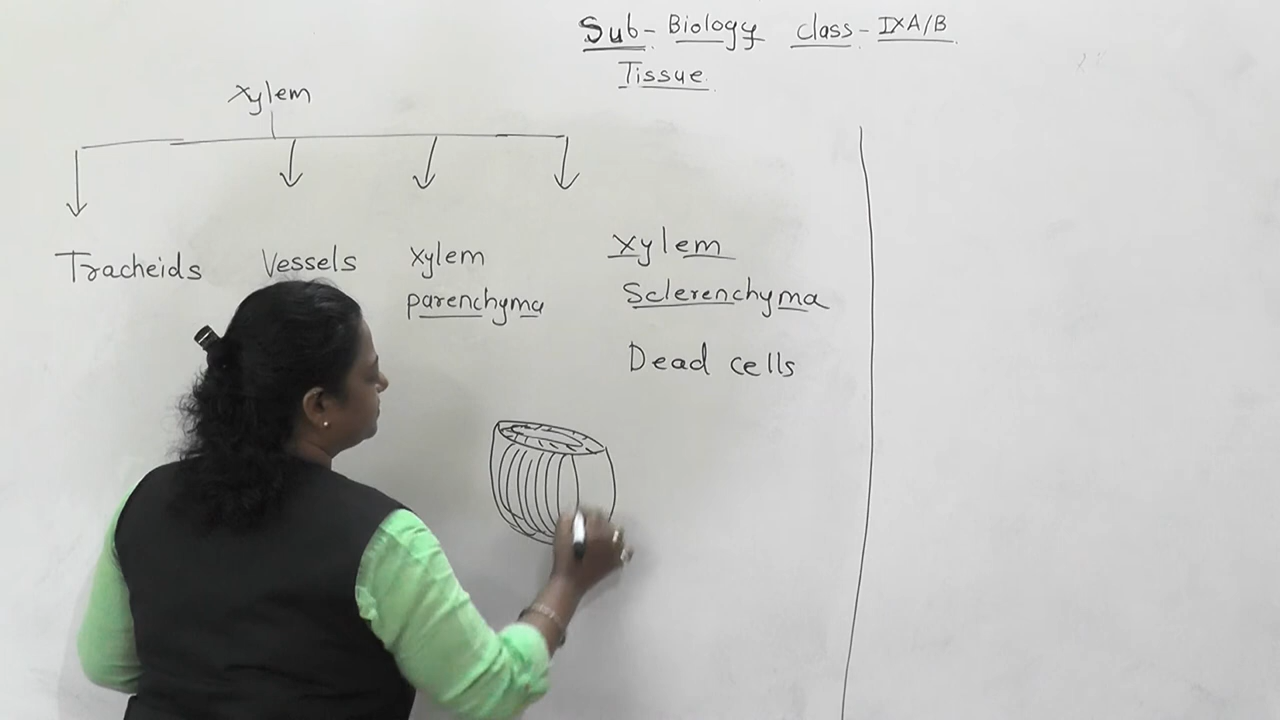 Sub- Biology class- IXA/B
Tissue
Xylem
Tracheids
Vessels
Xylem
parenchyma
Xylem
Sclerenchyma
Dead cells